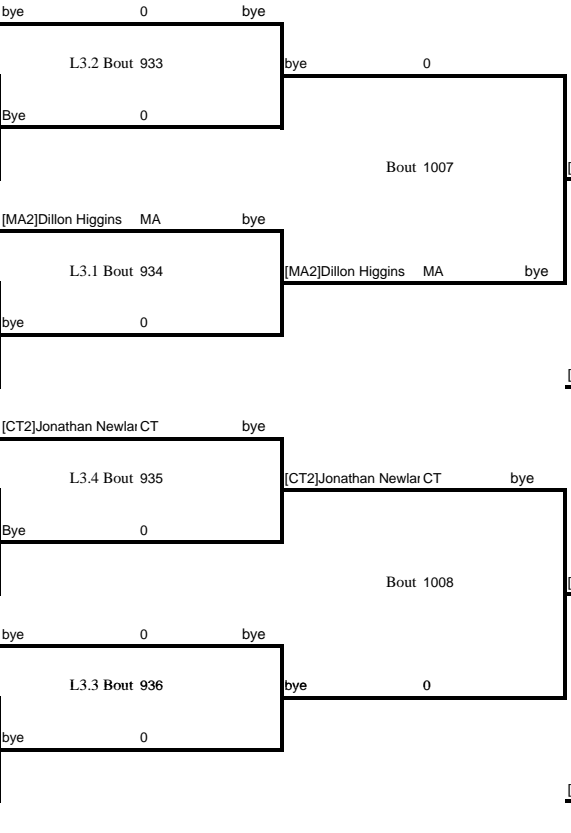 bye 0 bye
L3.2 Bout 933
bye 0
Bye 0
Bout 1007
[
[MA2]Dillon Higgins MA bye
L3.1 Bout 934
[MA2]Dillon Higgins MA bye
bye 0
[
[CT2]Jonathan Newlar CT bye
L3.4 Bout 935
[CT2]Jonathan Newlar CT bye
Bye 0
Bout 1008
[
bye 0 bye
L3.3 Bout 936
bye 0
bye 0
[